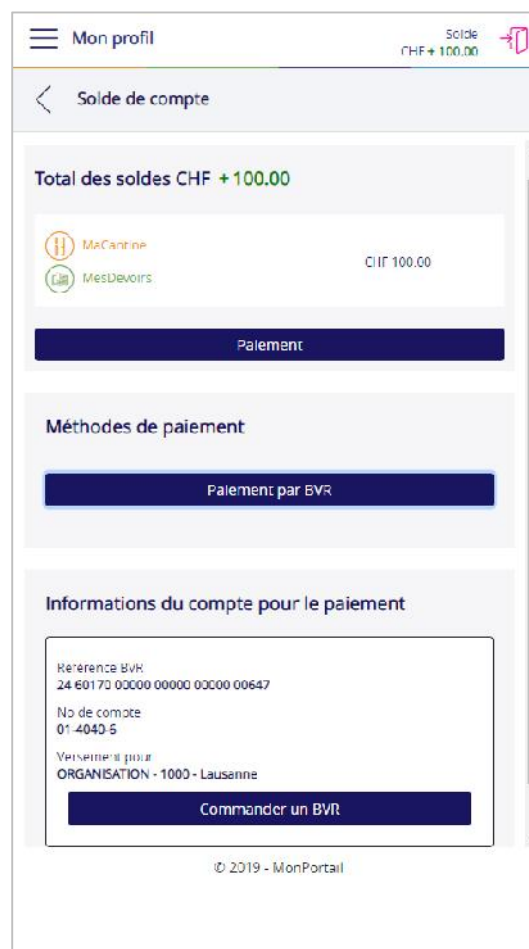 Mon profil
Solde
CHF + 100.00
Solde de compte
Total des soldes CHF + 100.00
MaCantine
CHF 100.00
MesDevoirs
Paiement
Méthodes de paiement
Paiement par BVR
Informations du compte pour le paiement
Référence BVR
24 60170 00000 00000 00000 00647
No de compte
01-4040-6
Versement pour
ORGANISATION - 1000 - Lausanne
Commander un BVR
© 2019 - MonPortail